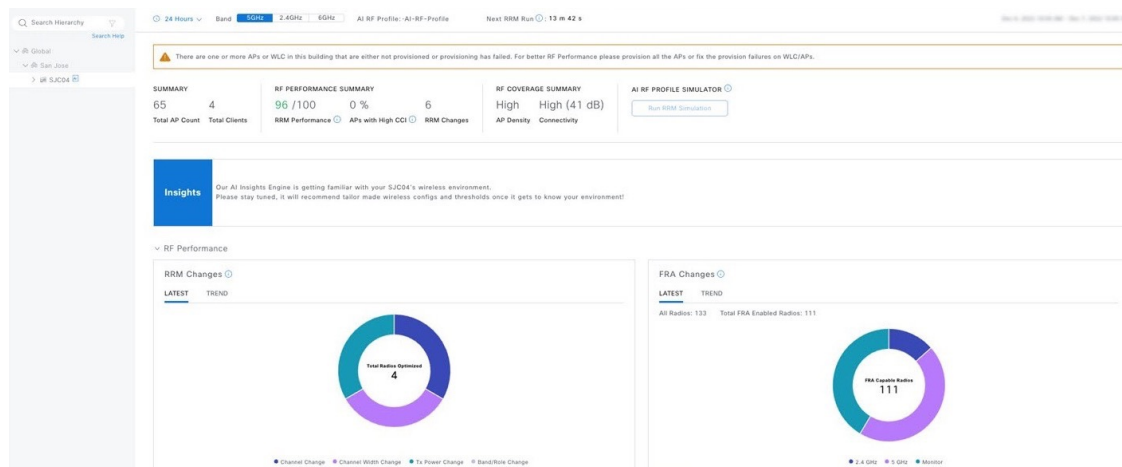 Search Hierarchy
Search Help
Global
San Jose
SJC04
24 Hours
Band
5GHz
2.4GHz
6GHz
AI RF Profile:-AI-RF-Profile
Next RRM Run : 13 m 42 s
There are one or more APs or WLC in this building that are either not provisioned or provisioning has failed. For better RF Performance please provision all the APs or fix the provision failures on WLC/APs.
SUMMARY
65
Total AP Count
4
Total Clients
RF PERFORMANCE SUMMARY
96 /100
RRM Performance
0 %
APs with High CCI
6
RRM Changes
RF COVERAGE SUMMARY
High
AP Density
High (41 dB)
Connectivity
AI RF PROFILE SIMULATOR
Run RRM Simulation
Insights
Our AI Insights Engine is getting familiar with your SJC04's wireless environment.
Please stay tuned, it will recommend tailor made wireless configs and thresholds once it gets to know your environment!
RF Performance
RRM Changes
LATEST
TREND
Total Radios Optimized
4
Channel Change
Channel Width Change
Tx Power Change
Band/Role Change
FRA Changes
LATEST
TREND
All Radios: 133
Total FRA Enabled Radios: 111
FRA Capable Radios
111
2.4 GHz
5 GHz
Monitor